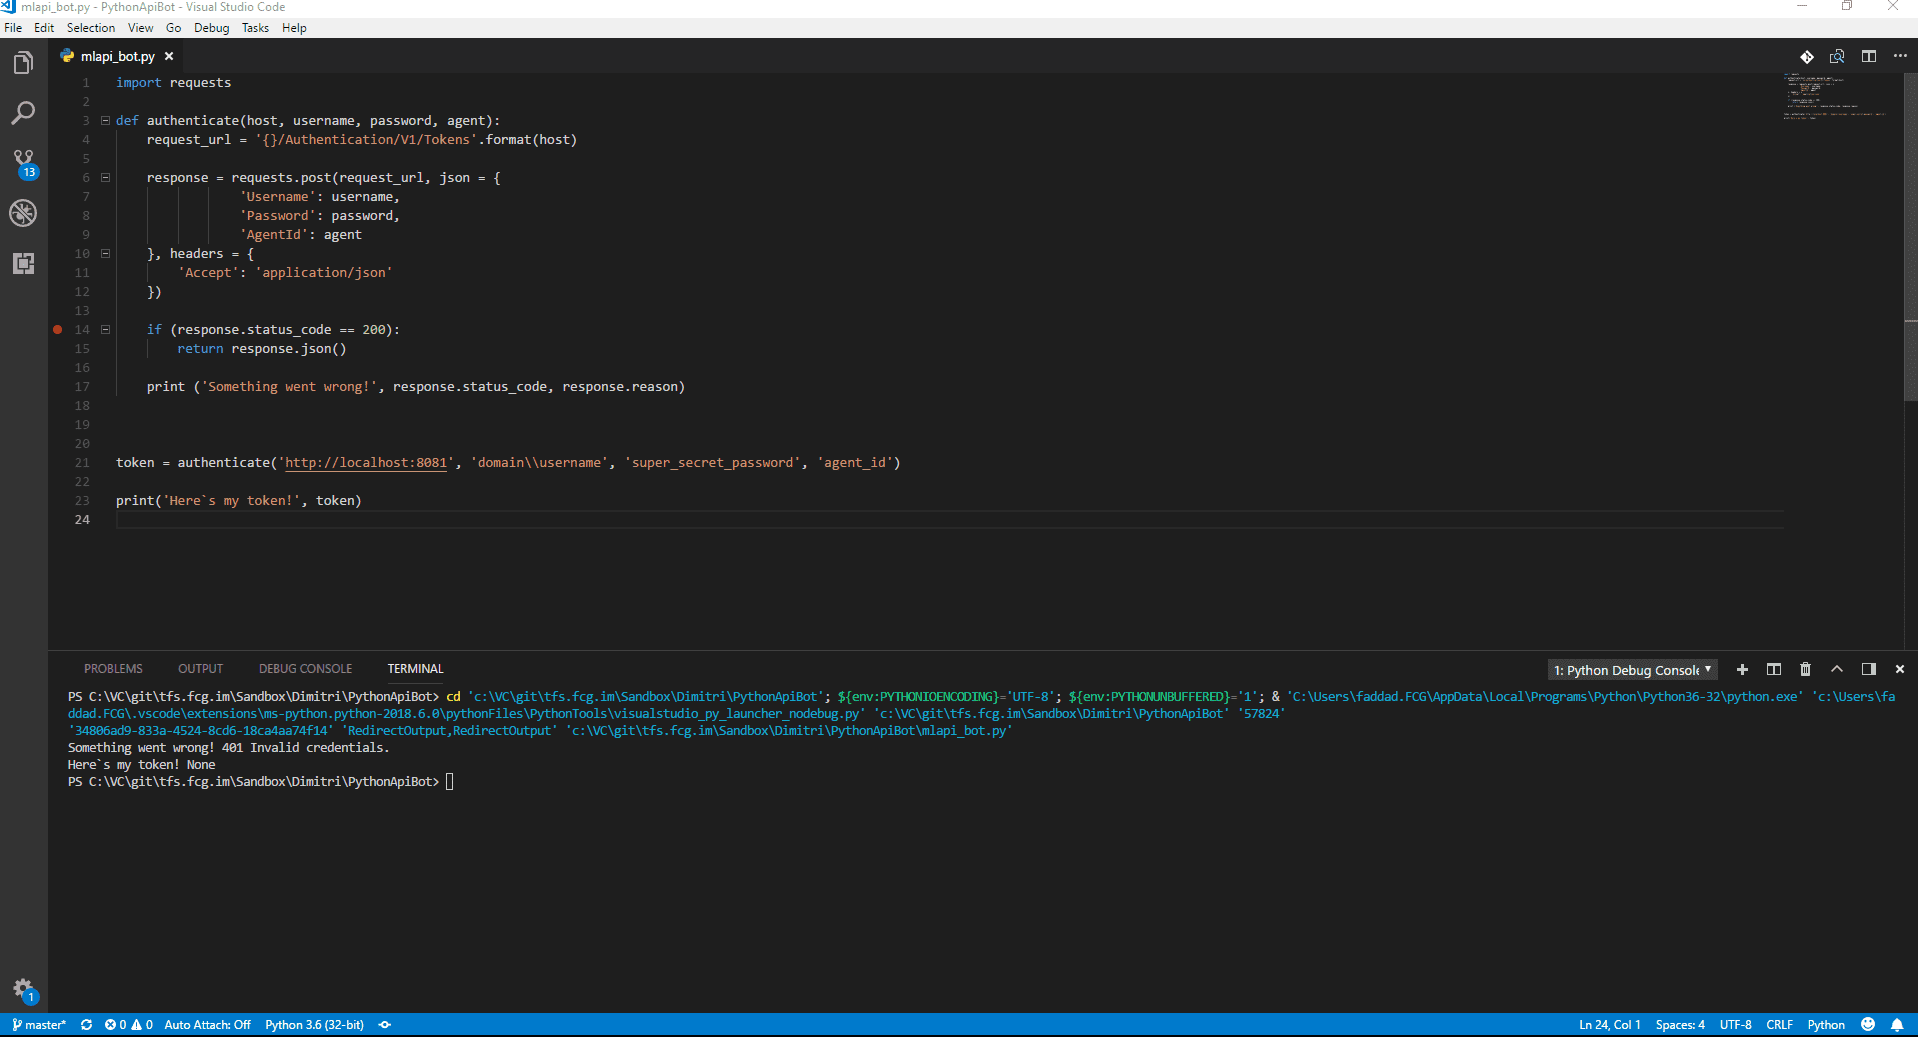 mlapi_bot.py - PythonApiBot - Visual Studio Code
File Edit Selection View Go Debug Tasks Help
mlapi_bot.py
1 import requests
2
3 def authenticate(host, username, password, agent):
4 request_url = '{}/Authentication/V1/Tokens'.format(host)
5
6 response = requests.post(request_url, json = {
7 'Username': username,
8 'Password': password,
9 'AgentId': agent
10 }, headers = {
11 'Accept': 'application/json'
12 })
13
14 if (response.status_code == 200):
15 return response.json()
16
17 print ('Something went wrong!', response.status_code, response.reason)
18
19
20
21 token = authenticate('http://localhost:8081', 'domain\\username', 'super_secret_password', 'agent_id')
22
23 print('Here`s my token!', token)
24
13
PROBLEMS OUTPUT DEBUG CONSOLE TERMINAL 1: Python Debug Console
PS C:\VC\git\tfs.fcg.im\Sandbox\Dimitri\PythonApiBot> cd 'c:\VC\git\tfs.fcg.im\Sandbox\Dimitri\PythonApiBot'; ${env:PYTHONIOENCODING}='UTF-8'; ${env:PYTHONUNBUFFERED}='1'; & 'C:\Users\faddad.FCG\AppData\Local\Programs\Python\Python36-32\python.exe' 'c:\Users\fa
ddad.FCG\.vscode\extensions\ms-python.python-2018.6.0\pythonFiles\PythonTools\visualstudio_py_launcher_nodebug.py' 'c:\VC\git\tfs.fcg.im\Sandbox\Dimitri\PythonApiBot' '57824'
'34806ad9-833a-4524-8cd6-18ca4aa74f14' 'RedirectOutput,RedirectOutput' 'c:\VC\git\tfs.fcg.im\Sandbox\Dimitri\PythonApiBot\mlapi_bot.py'
Something went wrong! 401 Invalid credentials.
Here`s my token! None
PS C:\VC\git\tfs.fcg.im\Sandbox\Dimitri\PythonApiBot>
1
master* 0 0 Auto Attach: Off Python 3.6 (32-bit) Ln 24, Col 1 Spaces: 4 UTF-8 CRLF Python